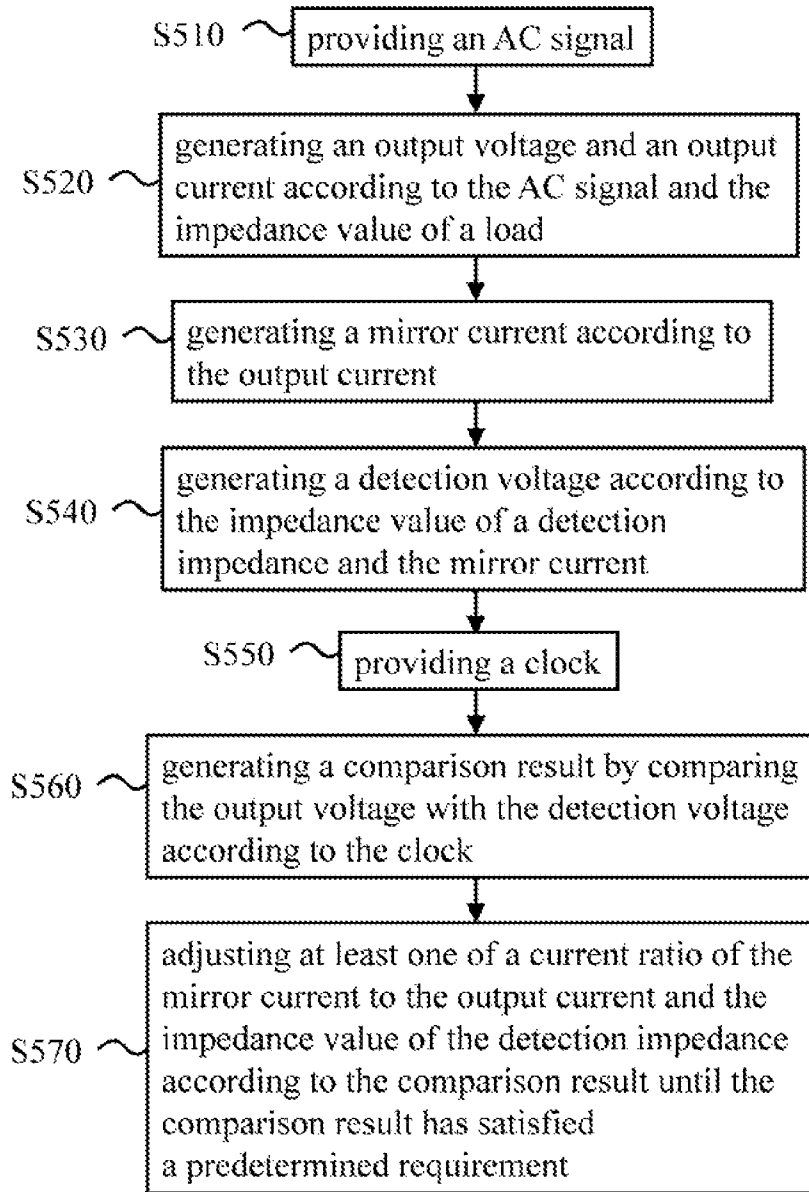 S510
providing an AC signal
S520
generating an output voltage and an output
current according to the AC signal and the
impedance value of a load
S530
generating a mirror current according to
the output current
S540
generating a detection voltage according to
the impedance value of a detection
impedance and the mirror current
S550
providing a clock
S560
generating a comparison result by comparing
the output voltage with the detection voltage
according to the clock
S570
adjusting at least one of a current ratio of the
mirror current to the output current and the
impedance value of the detection impedance
according to the comparison result until the
comparison result has satisfied
a predetermined requirement